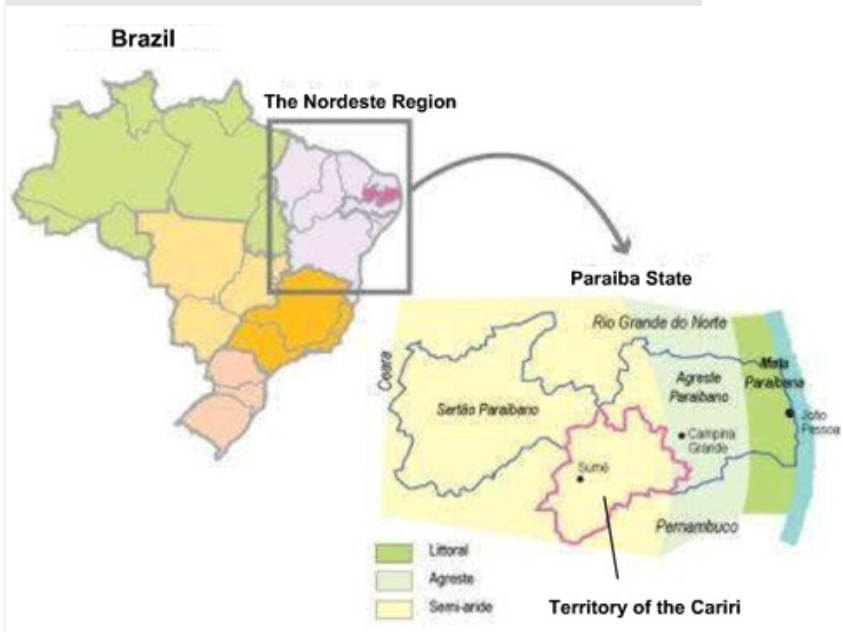 Brazil
The Nordeste Region
Paraiba State
Rio Grande do Norte
Ceara
Mata
Paraibana
Agreste
Paraibano
Sertão Paraibano
João
Pessoa
Campina
Grande
Sumé
Pernambuco
Littoral
Agreste
Semi-aride
Territory of the Cariri